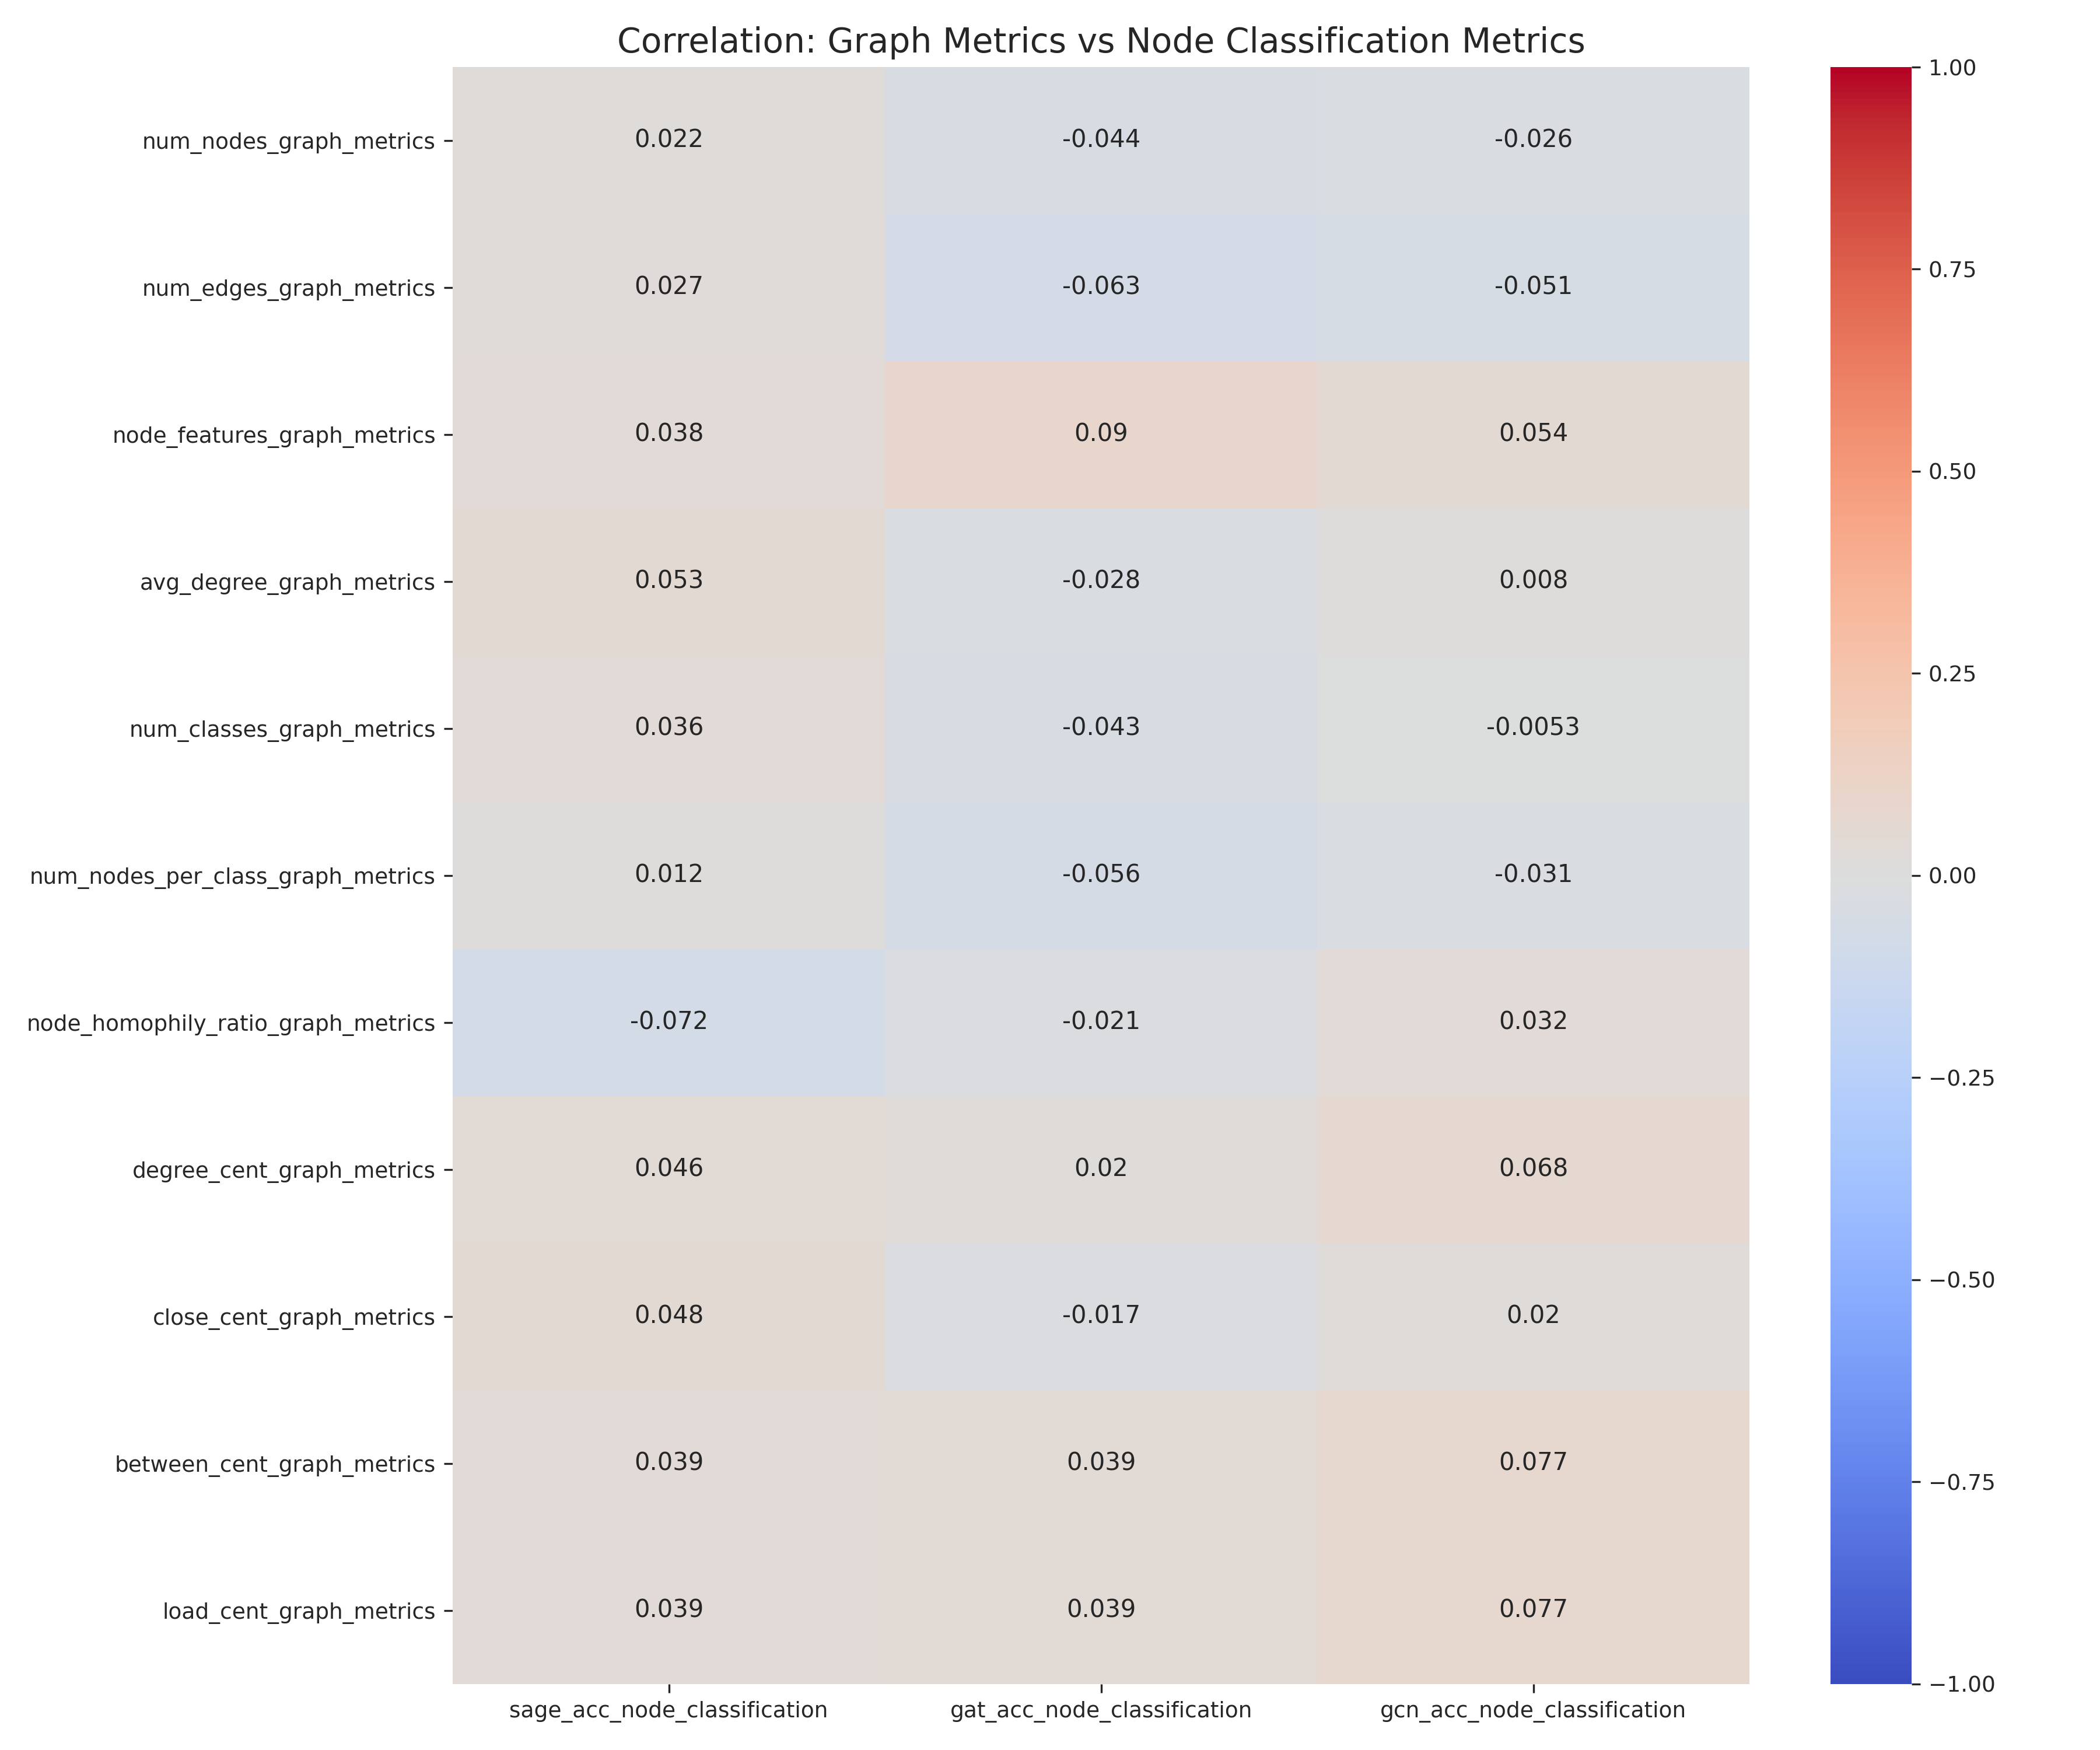 Correlation: Graph Metrics vs Node Classification Metrics
num_nodes_graph_metrics 0.022 -0.044 -0.026
num_edges_graph_metrics 0.027 -0.063 -0.051
node_features_graph_metrics 0.038 0.09 0.054
avg_degree_graph_metrics 0.053 -0.028 0.008
num_classes_graph_metrics 0.036 -0.043 -0.0053
num_nodes_per_class_graph_metrics 0.012 -0.056 -0.031
node_homophily_ratio_graph_metrics -0.072 -0.021 0.032
degree_cent_graph_metrics 0.046 0.02 0.068
close_cent_graph_metrics 0.048 -0.017 0.02
between_cent_graph_metrics 0.039 0.039 0.077
load_cent_graph_metrics 0.039 0.039 0.077
sage_acc_node_classification gat_acc_node_classification gcn_acc_node_classification
1.00
0.75
0.50
0.25
0.00
−0.25
−0.50
−0.75
−1.00